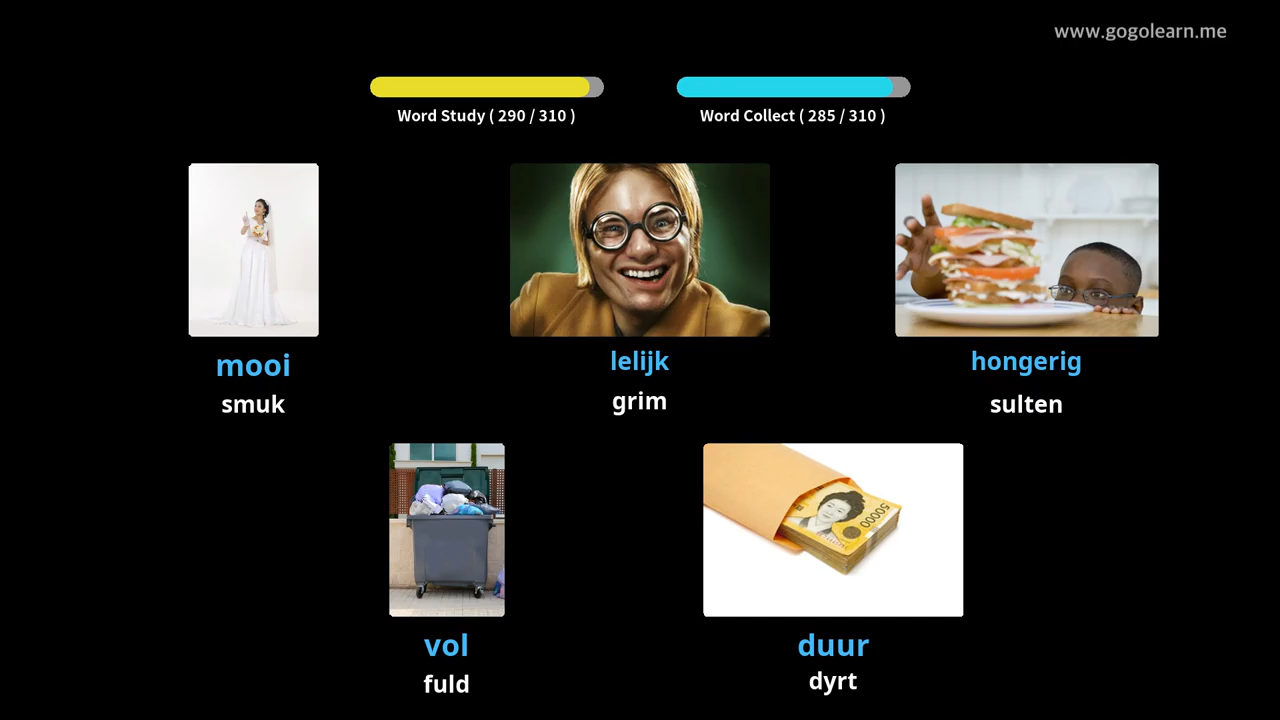 www.gogolearn.me
Word Study ( 290 / 310 )
Word Collect ( 285 / 310 )
mooi
smuk
lelijk
grim
hongerig
sulten
50000
vol
fuld
duur
dyrt